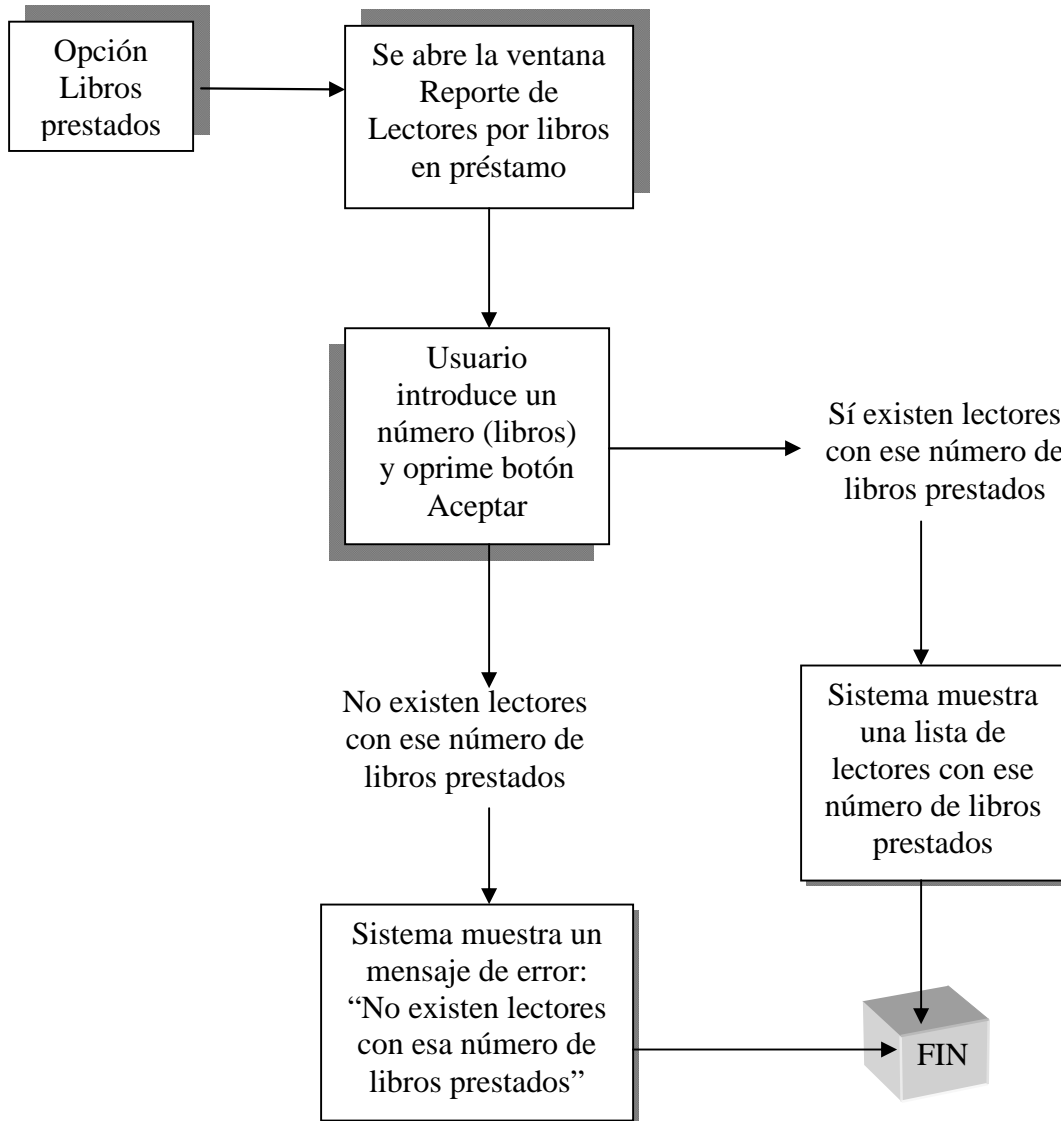 Opción
Libros
prestados
Se abre la ventana
Reporte de
Lectores por libros
en préstamo
Usuario
introduce un
número (libros)
y oprime botón
Aceptar
Sí existen lectores
con ese número de
libros prestados
No existen lectores
con ese número de
libros prestados
Sistema muestra
una lista de
lectores con ese
número de libros
prestados
Sistema muestra un
mensaje de error:
“No existen lectores
con esa número de
libros prestados”
FIN